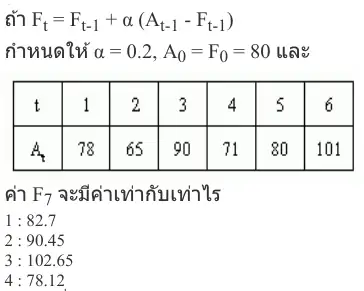 ถ้า Ft = Ft-1 + α (At-1 - Ft-1)
กำหนดให้ α = 0.2, A0 = F0 = 80 และ
t 1 2 3 4 5 6
At 78 65 90 71 80 101
ค่า F7 จะมีค่าเท่ากับเท่าไร
1 : 82.7
2 : 90.45
3 : 102.65
4 : 78.12